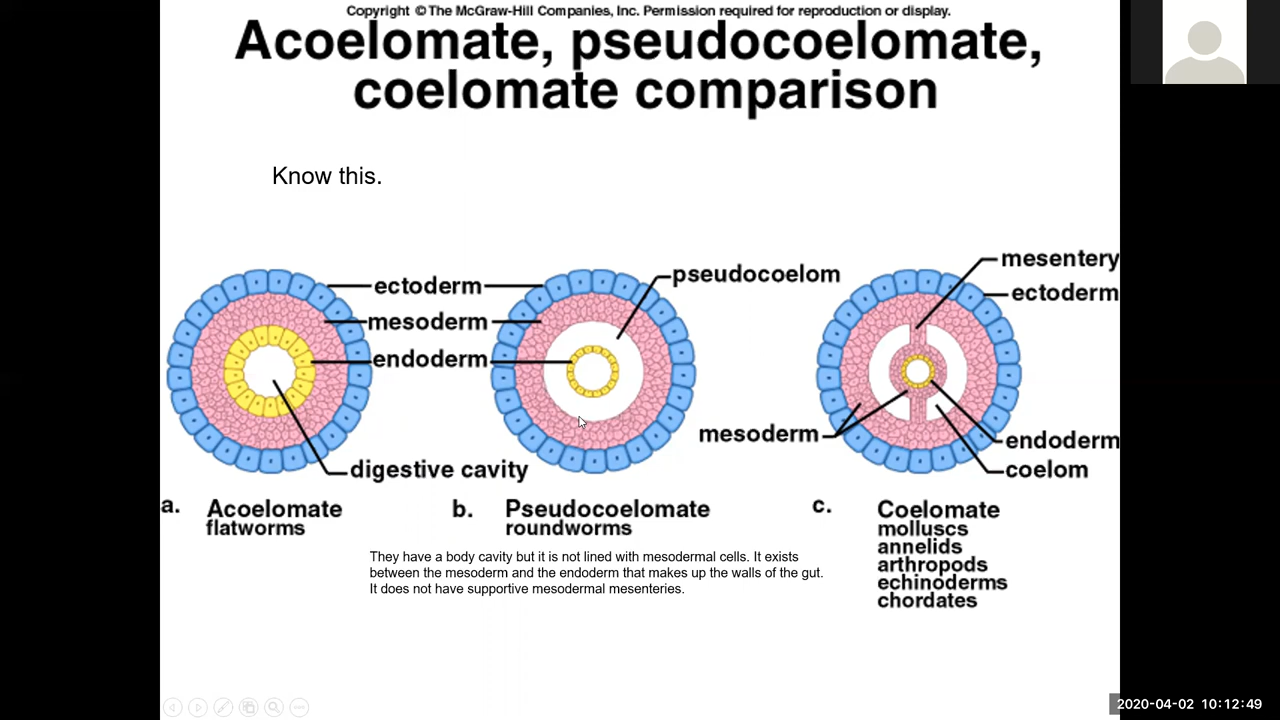 Copyright © The McGraw-Hill Companies, Inc. Permission required for reproduction or display.
Acoelomate, pseudocoelomate,
coelomate comparison
Know this.
ectoderm
mesoderm
endoderm
digestive cavity
pseudocoelom
mesentery
ectoderm
mesoderm
endoderm
coelom
a. Acoelomate
flatworms
b. Pseudocoelomate
roundworms
They have a body cavity but it is not lined with mesodermal cells. It exists
between the mesoderm and the endoderm that makes up the walls of the gut.
It does not have supportive mesodermal mesenteries.
c. Coelomate
molluscs
annelids
arthropods
echinoderms
chordates
2020-04-02 10:12:49